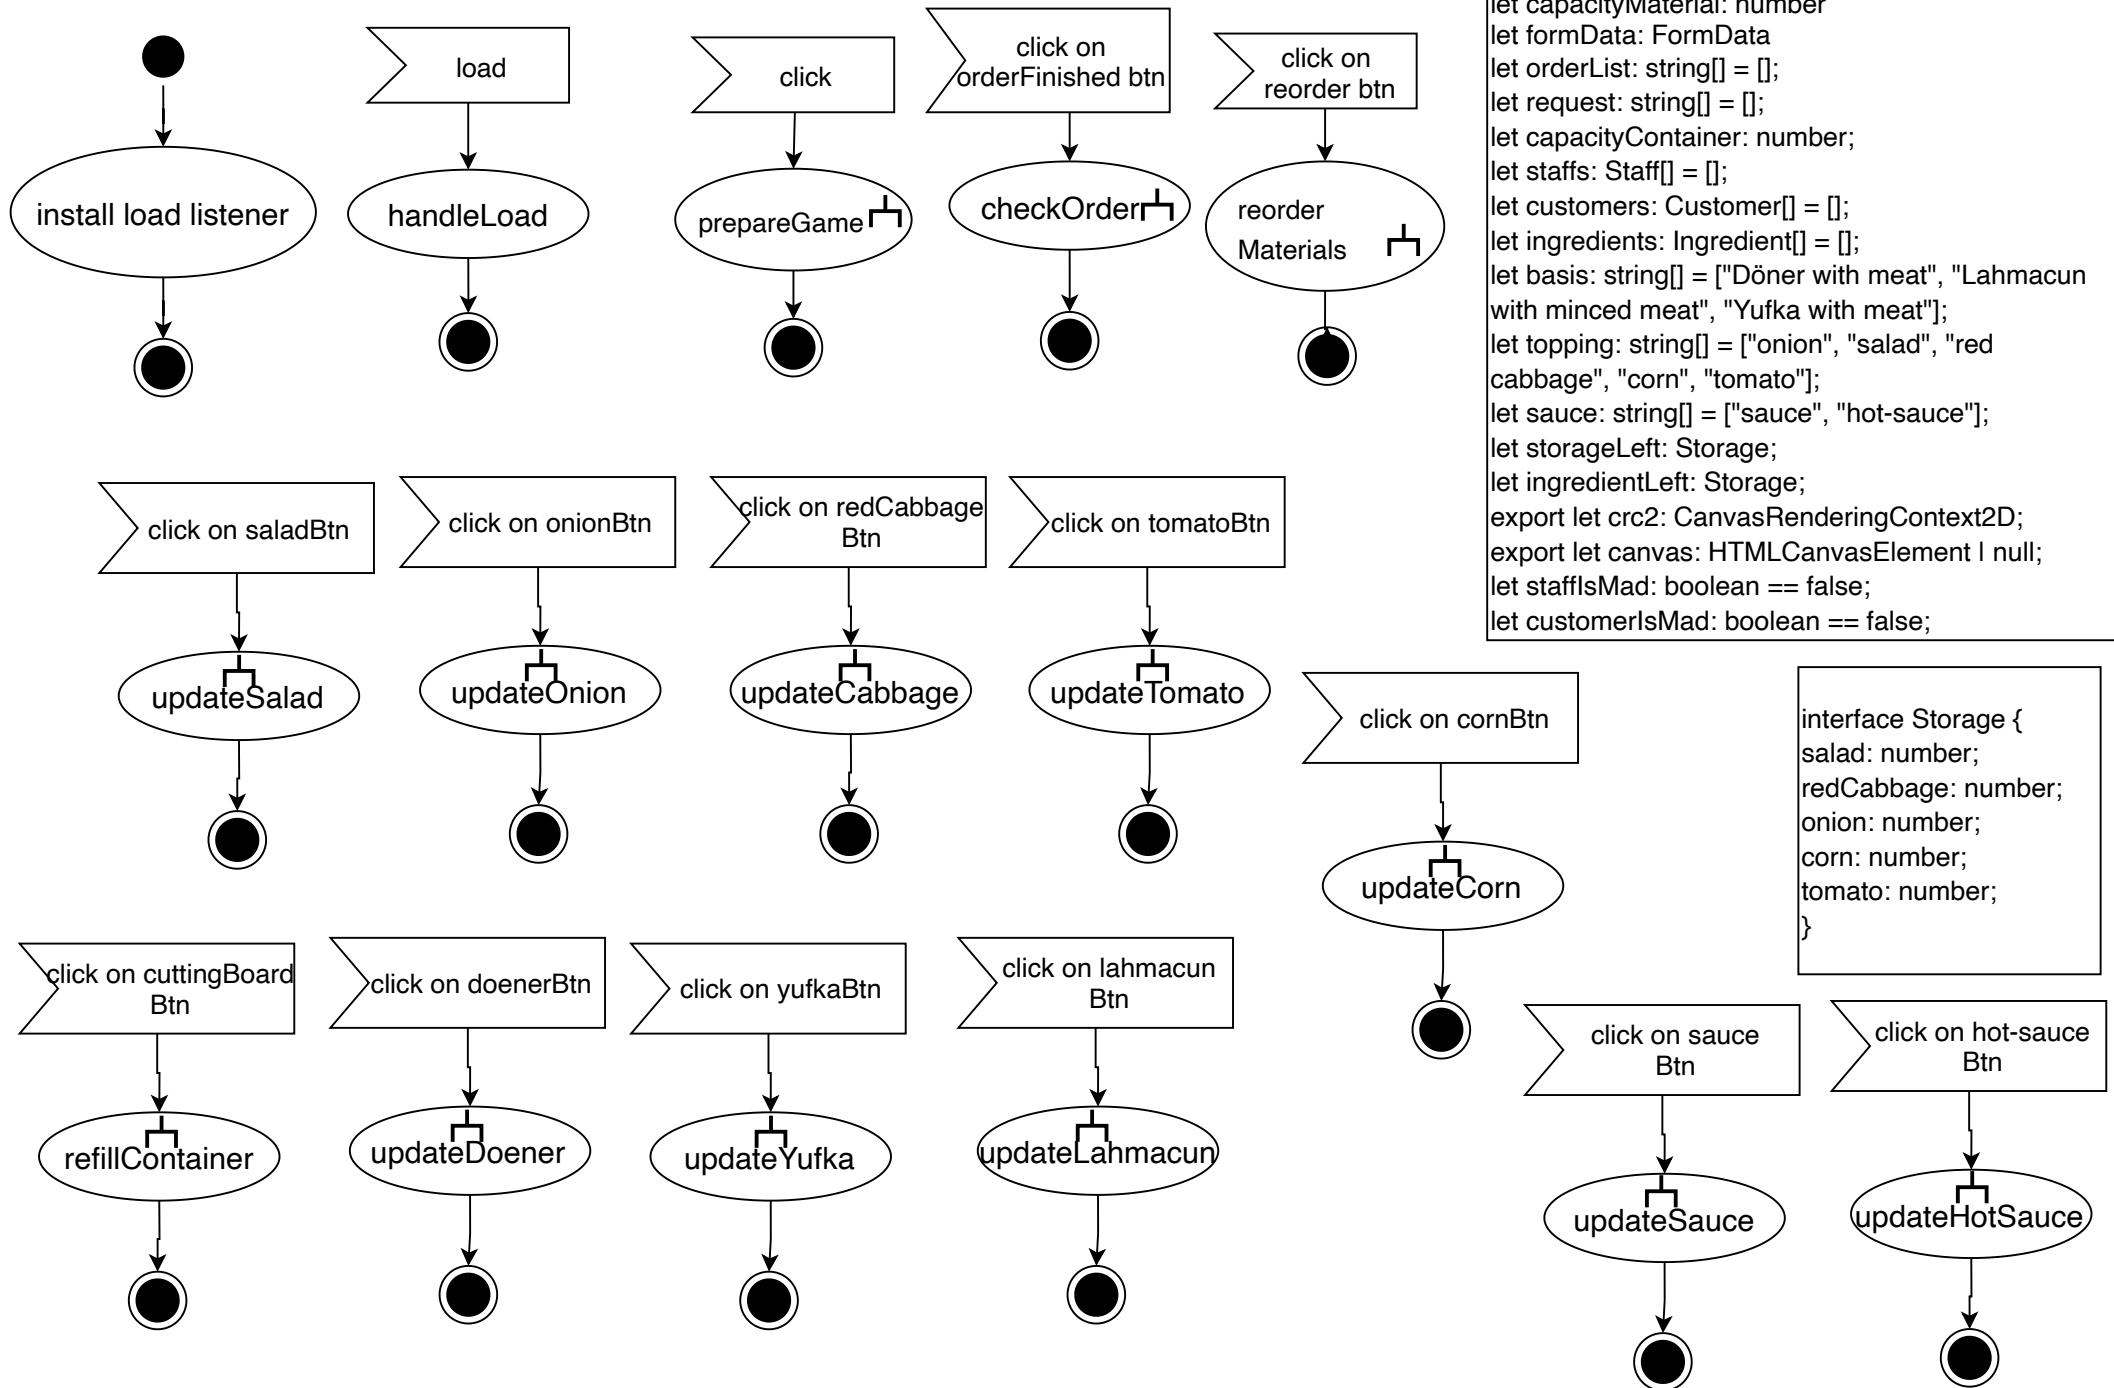 load
click
click on
orderFinished btn
click on
reorder btn
install load listener
handleLoad
prepareGame
checkOrder
reorder
Materials
let capacityMaterial: number
let formData: FormData
let orderList: string[] = [];
let request: string[] = [];
let capacityContainer: number;
let staffs: Staff[] = [];
let customers: Customer[] = [];
let ingredients: Ingredient[] = [];
let basis: string[] = ["Döner with meat", "Lahmacun
with minced meat", "Yufka with meat"];
let topping: string[] = ["onion", "salad", "red
cabbage", "corn", "tomato"];
let sauce: string[] = ["sauce", "hot-sauce"];
let storageLeft: Storage;
let ingredientLeft: Storage;
export let crc2: CanvasRenderingContext2D;
export let canvas: HTMLCanvasElement | null;
let staffIsMad: boolean == false;
let customerIsMad: boolean == false;
click on saladBtn
click on onionBtn
click on redCabbage
Btn
click on tomatoBtn
updateSalad
updateOnion
updateCabbage
updateTomato
click on cornBtn
updateCorn
interface Storage {
salad: number;
redCabbage: number;
onion: number;
corn: number;
tomato: number;
}
click on cuttingBoard
Btn
click on doenerBtn
click on yufkaBtn
click on lahmacun
Btn
refillContainer
updateDoener
updateYufka
updateLahmacun
click on sauce
Btn
click on hot-sauce
Btn
updateSauce
updateHotSauce